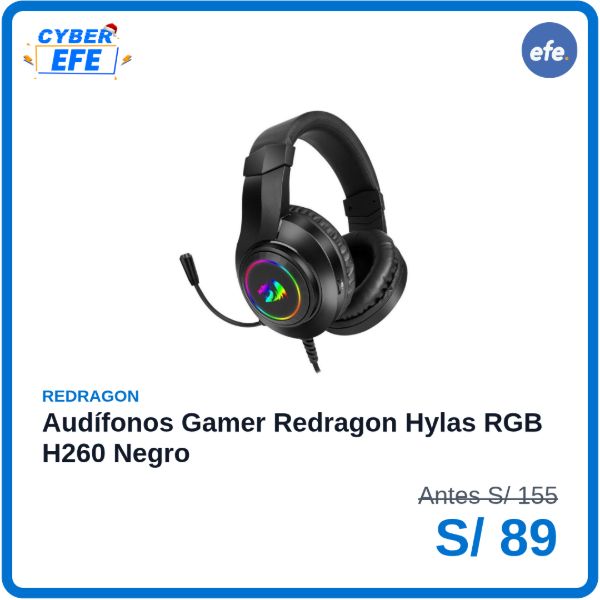 CYBER
EFE
efe.
REDRAGON
Audífonos Gamer Redragon Hylas RGB
H260 Negro
Antes S/ 155
S/ 89